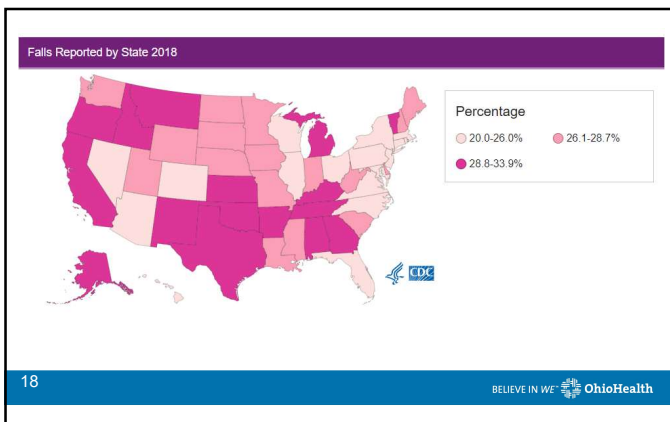 Falls Reported by State 2018
Percentage
20.0-26.0% 26.1-28.7%
28.8-33.9%
CDC
18
BELIEVE IN WE™ OhioHealth